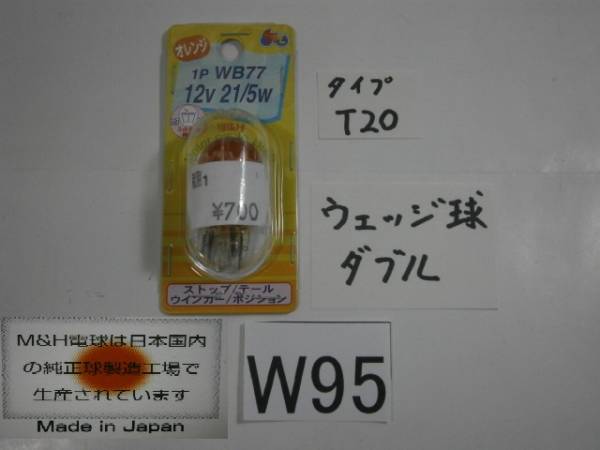 オレンジ
1P WB77
12v 21/5w
M&H
1
¥700
ストップ/テール
ウインカー/ポジション
タイプ
T20
ウェッジ球
ダブル
M&H電球は日本国内
の純正球製造工場で
生産されています
Made in Japan
W95